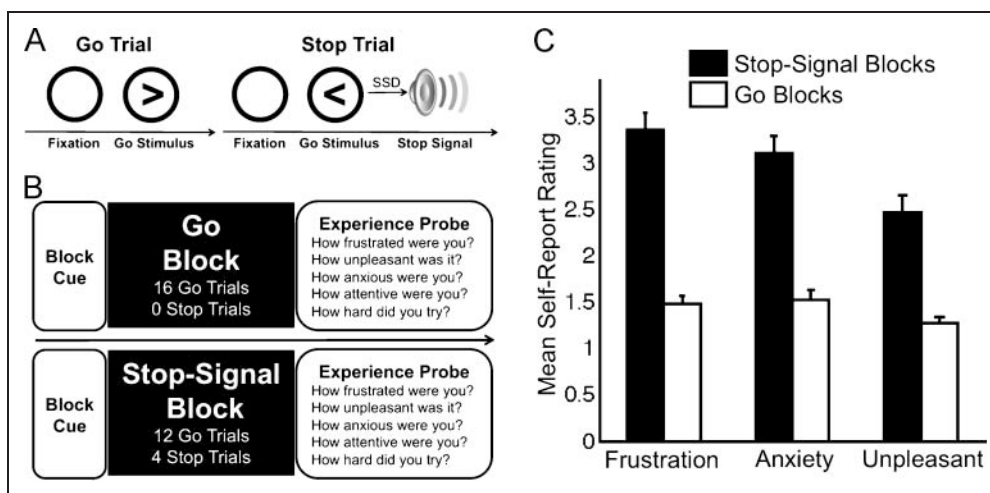 A
Go Trial
Stop Trial
>
<
SSD
Fixation
Go Stimulus
Fixation
Go Stimulus
Stop Signal
B
Block
Cue
Go
Block
16 Go Trials
0 Stop Trials
Experience Probe
How frustrated were you?
How unpleasant was it?
How anxious were you?
How attentive were you?
How hard did you try?
Block
Cue
Stop-Signal
Block
12 Go Trials
4 Stop Trials
Experience Probe
How frustrated were you?
How unpleasant was it?
How anxious were you?
How attentive were you?
How hard did you try?
C
Stop-Signal Blocks
Go Blocks
Mean Self-Report Rating
3.5
3
2.5
2
1.5
1
0.5
0
Frustration
Anxiety
Unpleasant